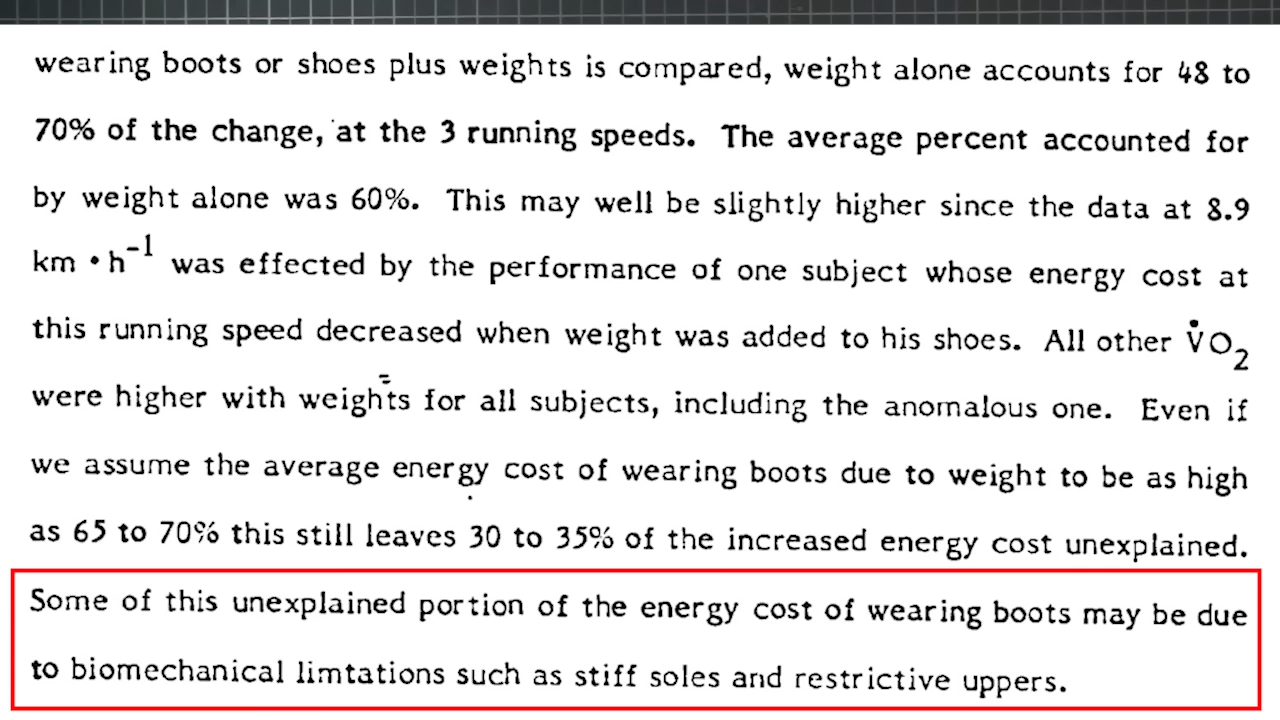 wearing boots or shoes plus weights is compared, weight alone accounts for 48 to
70% of the change, at the 3 running speeds. The average percent accounted for
by weight alone was 60%. This may well be slightly higher since the data at 8.9
km • h⁻¹ was effected by the performance of one subject whose energy cost at
this running speed decreased when weight was added to his shoes. All other V̇O₂
were higher with weights for all subjects, including the anomalous one. Even if
we assume the average energy cost of wearing boots due to weight to be as high
as 65 to 70% this still leaves 30 to 35% of the increased energy cost unexplained.
Some of this unexplained portion of the energy cost of wearing boots may be due
to biomechanical limtations such as stiff soles and restrictive uppers.